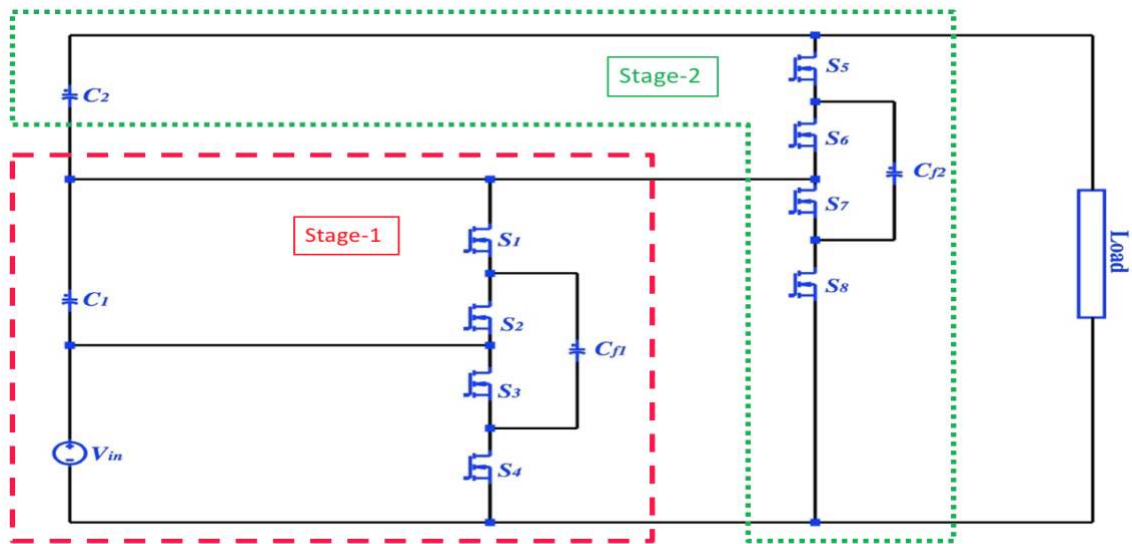 S5
C2
Stage-2
S6
Cf2
S7
Stage-1
S1
Load
S8
C1
S2
Cf1
S3
Vin
S4